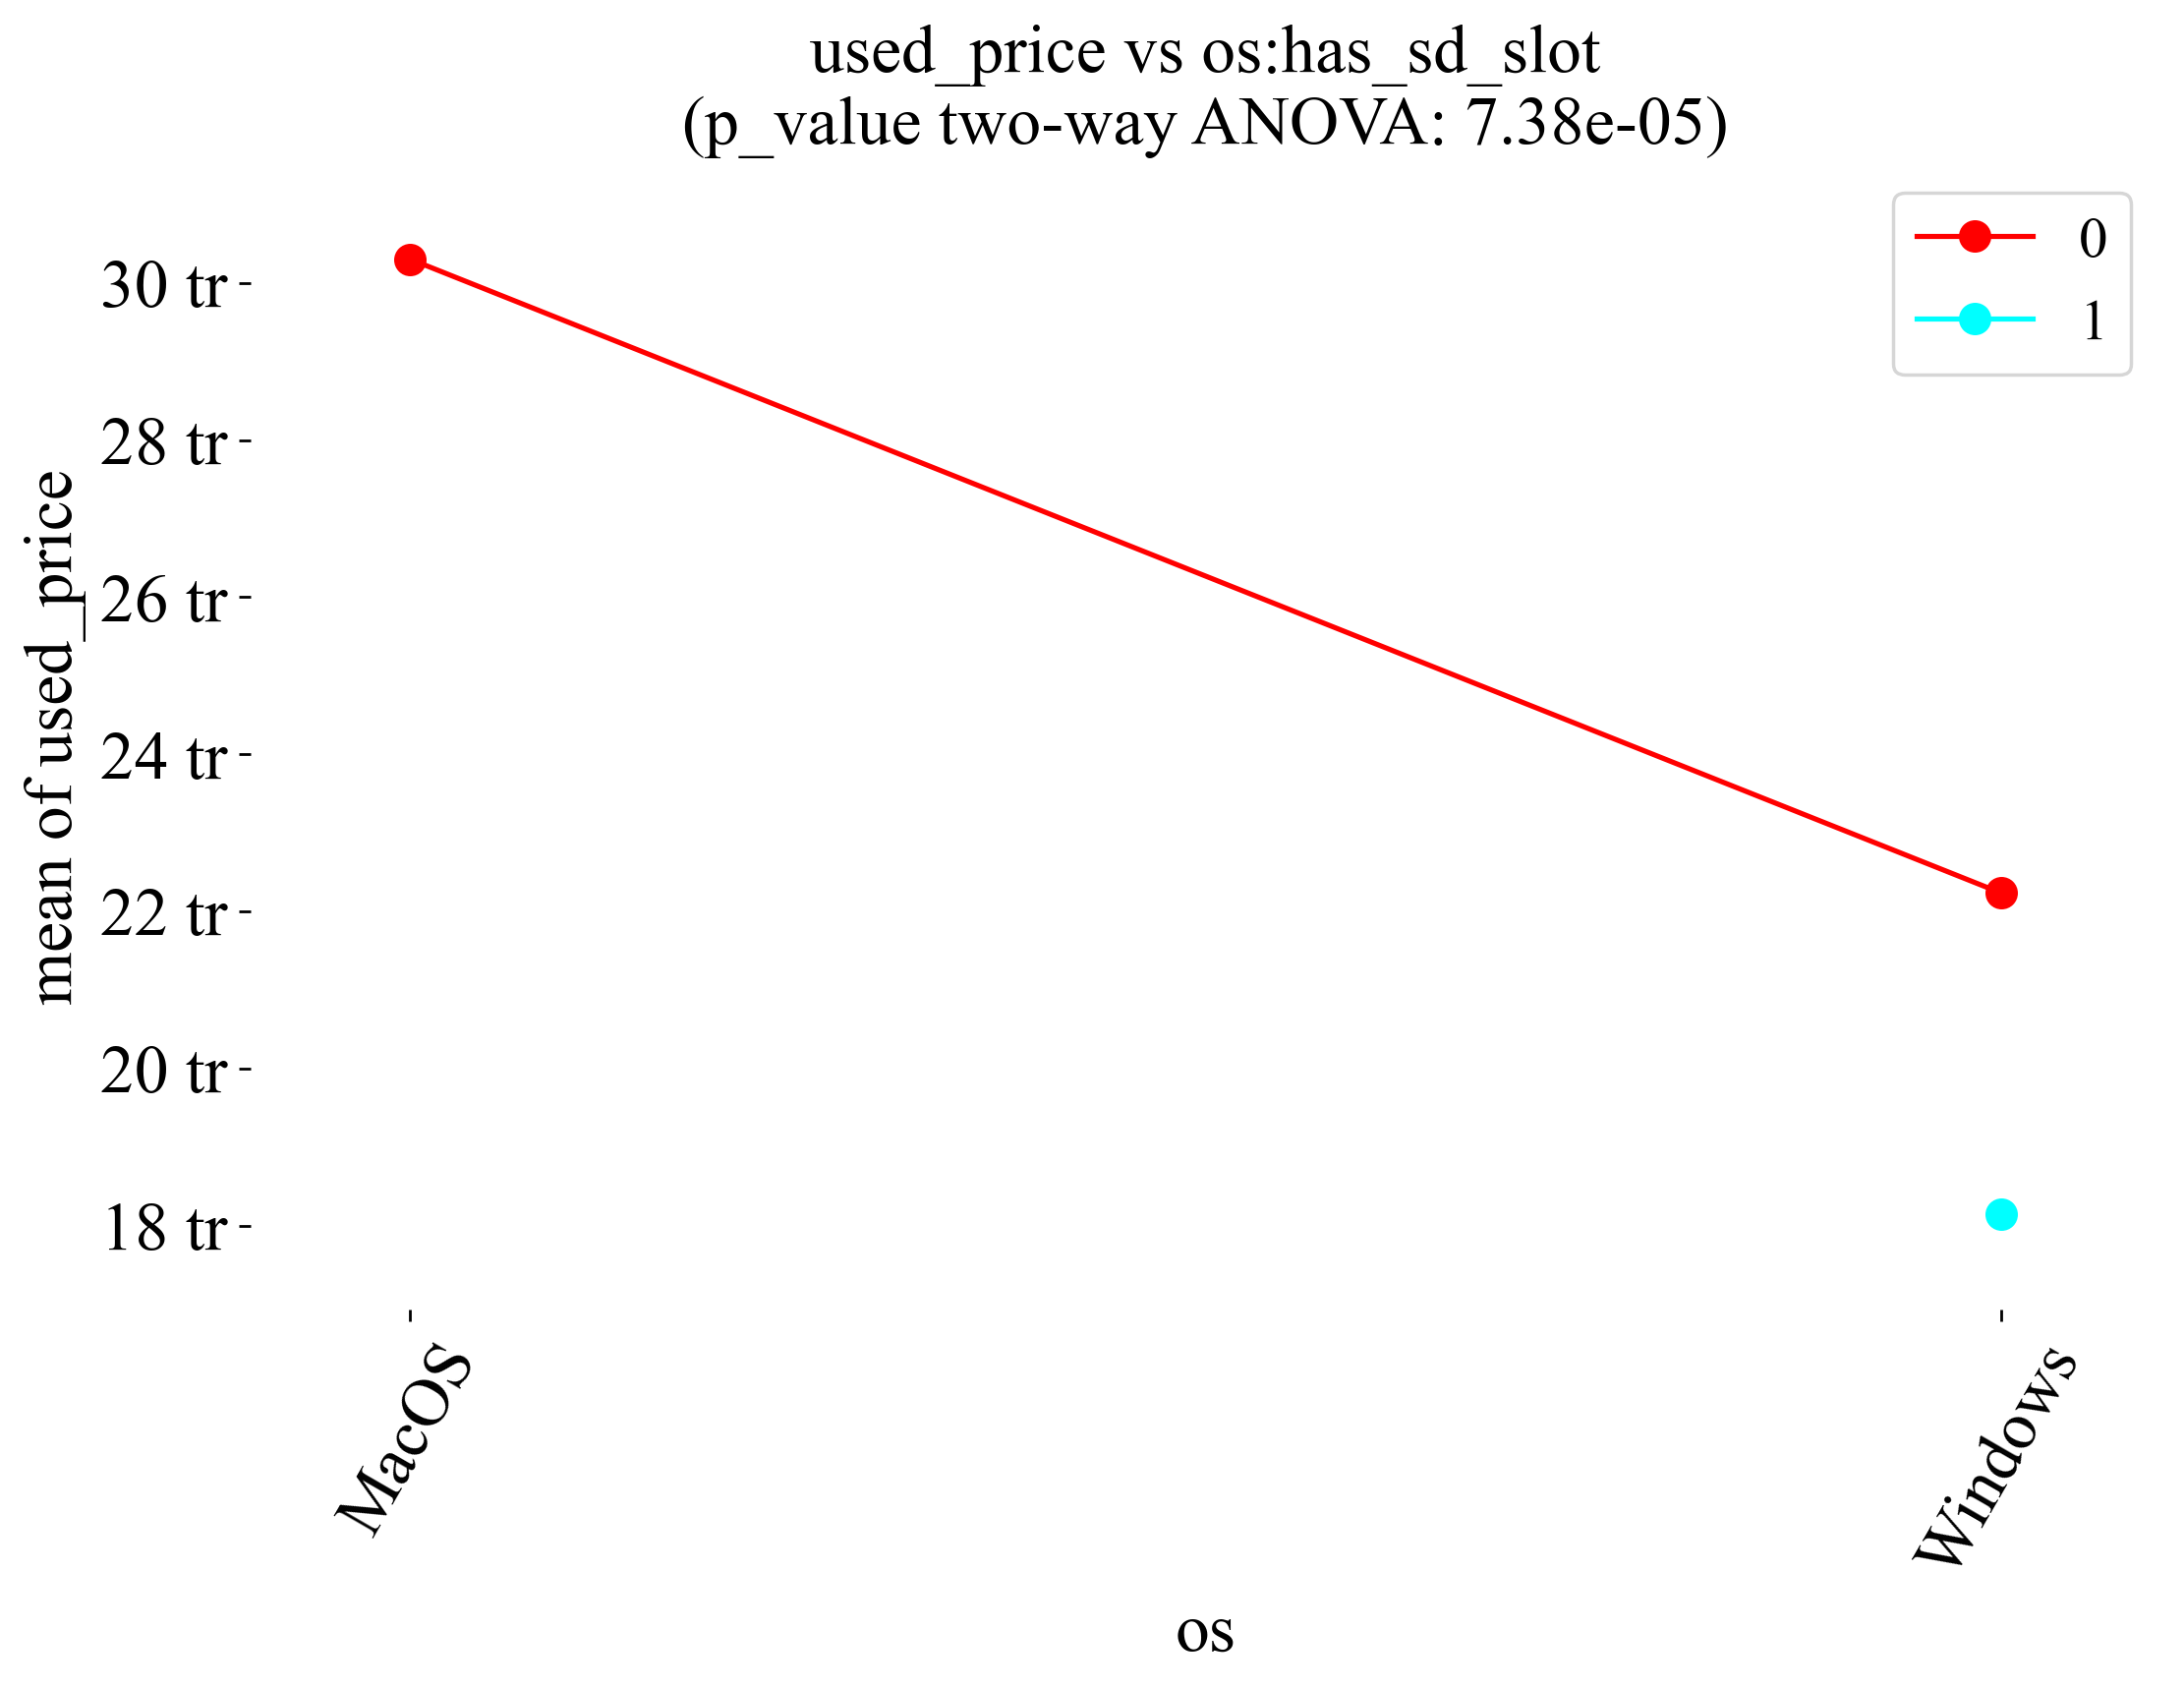 used_price vs os:has_sd_slot
(p_value two-way ANOVA: 7.38e-05)
0
1
mean of used_price
30 tr
28 tr
26 tr
24 tr
22 tr
20 tr
18 tr
MacOS
Windows
os